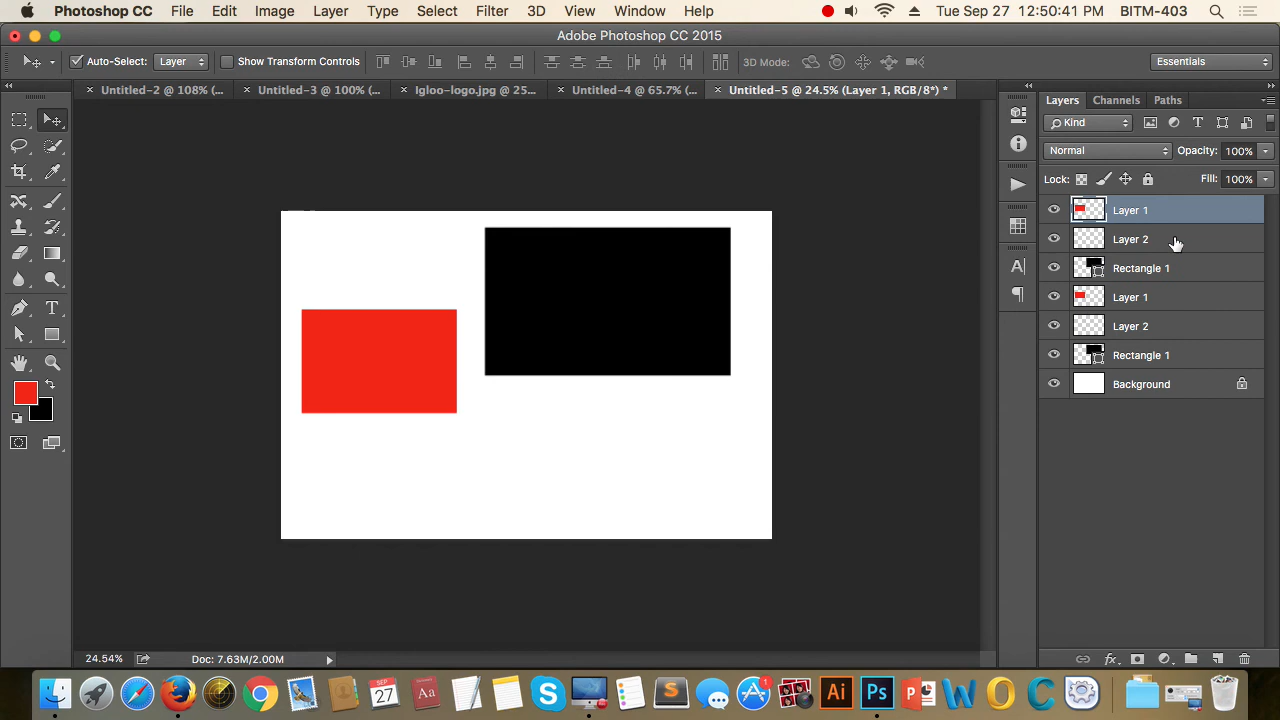 Photoshop CC File Edit Image Layer Type Select Filter 3D View Window Help Tue Sep 27 12:50:41 PM BITM-403
Adobe Photoshop CC 2015
Auto-Select: Layer Show Transform Controls 3D Mode: Essentials
Untitled-2 @ 108% (... Untitled-3 @ 100% (... Igloo-logo.jpg @ 25... Untitled-4 @ 65.7% (... Untitled-5 @ 24.5% (Layer 1, RGB/8*) *
Layers Channels Paths
Kind
Normal Opacity: 100%
Lock: Fill: 100%
Layer 1
Layer 2
Rectangle 1
Layer 1
Layer 2
Rectangle 1
Background
24.54% Doc: 7.63M/2.00M
SEP
27